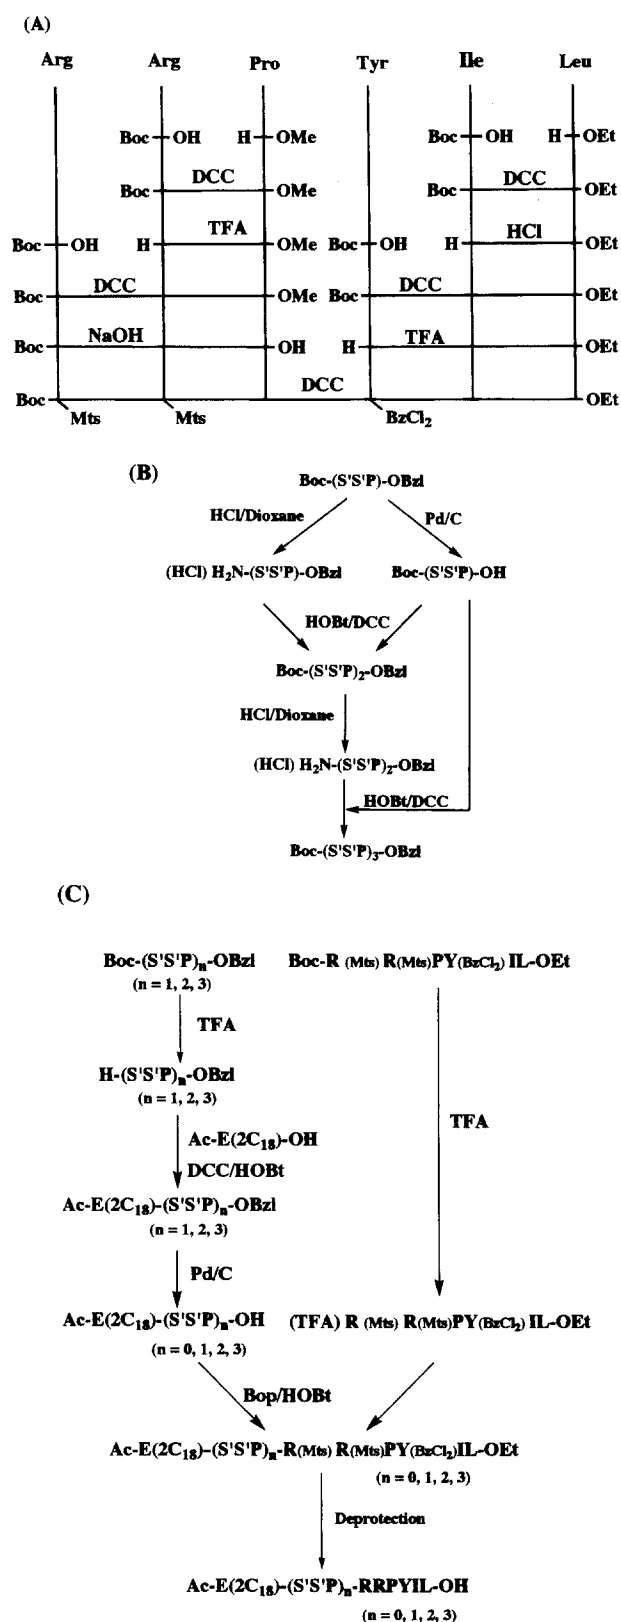 (A)
Arg Arg Pro Tyr Ile Leu
Boc OH H OMe Boc OH H OEt
DCC DCC
Boc OMe Boc OEt
TFA HCl
Boc OH H OMe Boc OH H OEt
DCC DCC
Boc OMe Boc OEt
NaOH TFA
Boc OH H OEt
DCC
Boc OEt
Mts Mts BzCl₂
(B)
Boc-(S'S'P)-OBzl
HCl/Dioxane Pd/C
(HCl) H₂N-(S'S'P)-OBzl Boc-(S'S'P)-OH
HOBt/DCC
Boc-(S'S'P)₂-OBzl
HCl/Dioxane
(HCl) H₂N-(S'S'P)₂-OBzl
HOBt/DCC
Boc-(S'S'P)₃-OBzl
(C)
Boc-(S'S'P)ₙ-OBzl Boc-R (Mts) R(Mts)PY(BzCl₂) IL-OEt
(n = 1, 2, 3)
TFA
H-(S'S'P)ₙ-OBzl
(n = 1, 2, 3)
TFA
Ac-E(2C₁₈)-OH
DCC/HOBt
Ac-E(2C₁₈)-(S'S'P)ₙ-OBzl
(n = 1, 2, 3)
Pd/C
Ac-E(2C₁₈)-(S'S'P)ₙ-OH (TFA) R (Mts) R(Mts)PY(BzCl₂) IL-OEt
(n = 0, 1, 2, 3)
Bop/HOBt
Ac-E(2C₁₈)-(S'S'P)ₙ-R(Mts) R(Mts)PY(BzCl₂)IL-OEt
(n = 0, 1, 2, 3)
Deprotection
Ac-E(2C₁₈)-(S'S'P)ₙ-RRPYIL-OH
(n = 0, 1, 2, 3)